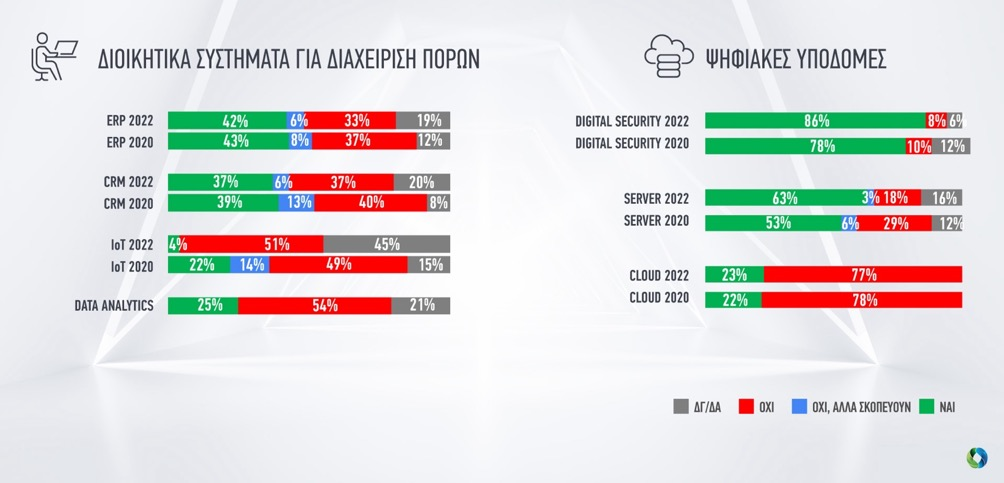 ΔΙΟΙΚΗΤΙΚΑ ΣΥΣΤΗΜΑΤΑ ΓΙΑ ΔΙΑΧΕΙΡΙΣΗ ΠΟΡΩΝ
ERP 2022 42% 6% 33% 19%
ERP 2020 43% 8% 37% 12%
CRM 2022 37% 6% 37% 20%
CRM 2020 39% 13% 40% 8%
IoT 2022 4% 51% 45%
IoT 2020 22% 14% 49% 15%
DATA ANALYTICS 25% 54% 21%
ΨΗΦΙΑΚΕΣ ΥΠΟΔΟΜΕΣ
DIGITAL SECURITY 2022 86% 8% 6%
DIGITAL SECURITY 2020 78% 10% 12%
SERVER 2022 63% 3% 18% 16%
SERVER 2020 53% 6% 29% 12%
CLOUD 2022 23% 77%
CLOUD 2020 22% 78%
ΔΓ/ΔΑ ΟΧΙ ΟΧΙ, ΑΛΛΑ ΣΚΟΠΕΥΟΥΝ ΝΑΙ